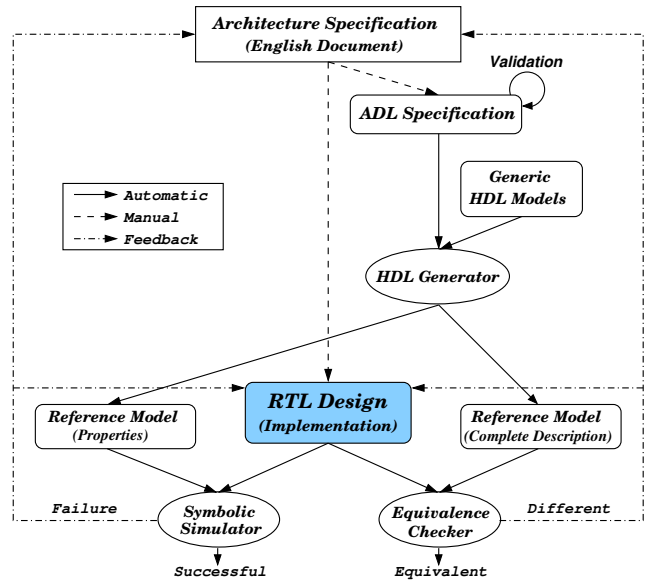 Architecture Specification
(English Document)
Validation
ADL Specification
Generic
HDL Models
Automatic
Manual
Feedback
HDL Generator
RTL Design
(Implementation)
Reference Model
(Properties)
Reference Model
(Complete Description)
Failure
Symbolic
Simulator
Equivalence
Checker
Different
Successful
Equivalent